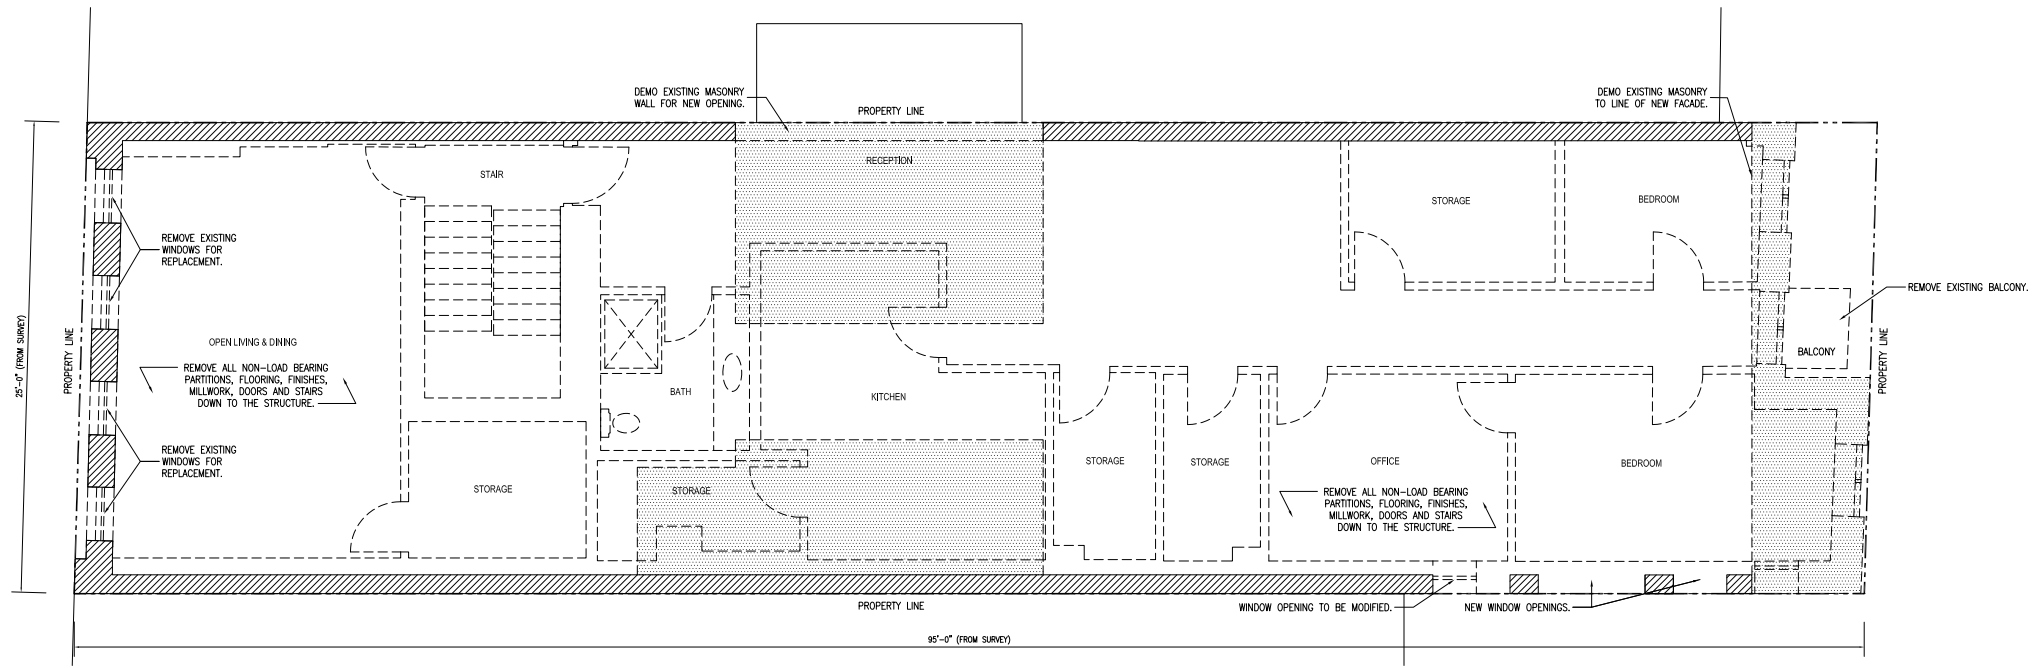 DEMO EXISTING MASONRY
WALL FOR NEW OPENING.
PROPERTY LINE
DEMO EXISTING MASONRY
TO LINE OF NEW FACADE.
RECEPTION
STAIR
STORAGE
BEDROOM
REMOVE EXISTING
WINDOWS FOR
REPLACEMENT.
REMOVE EXISTING BALCONY.
25'-0" (FROM SURVEY)
PROPERTY LINE
OPEN LIVING & DINING
REMOVE ALL NON-LOAD BEARING
PARTITIONS, FLOORING, FINISHES,
MILLWORK, DOORS AND STAIRS
DOWN TO THE STRUCTURE.
BALCONY
PROPERTY LINE
BATH
KITCHEN
REMOVE EXISTING
WINDOWS FOR
REPLACEMENT.
STORAGE
STORAGE
STORAGE
STORAGE
OFFICE
BEDROOM
REMOVE ALL NON-LOAD BEARING
PARTITIONS, FLOORING, FINISHES,
MILLWORK, DOORS AND STAIRS
DOWN TO THE STRUCTURE.
PROPERTY LINE
WINDOW OPENING TO BE MODIFIED.
NEW WINDOW OPENINGS.
95'-0" (FROM SURVEY)